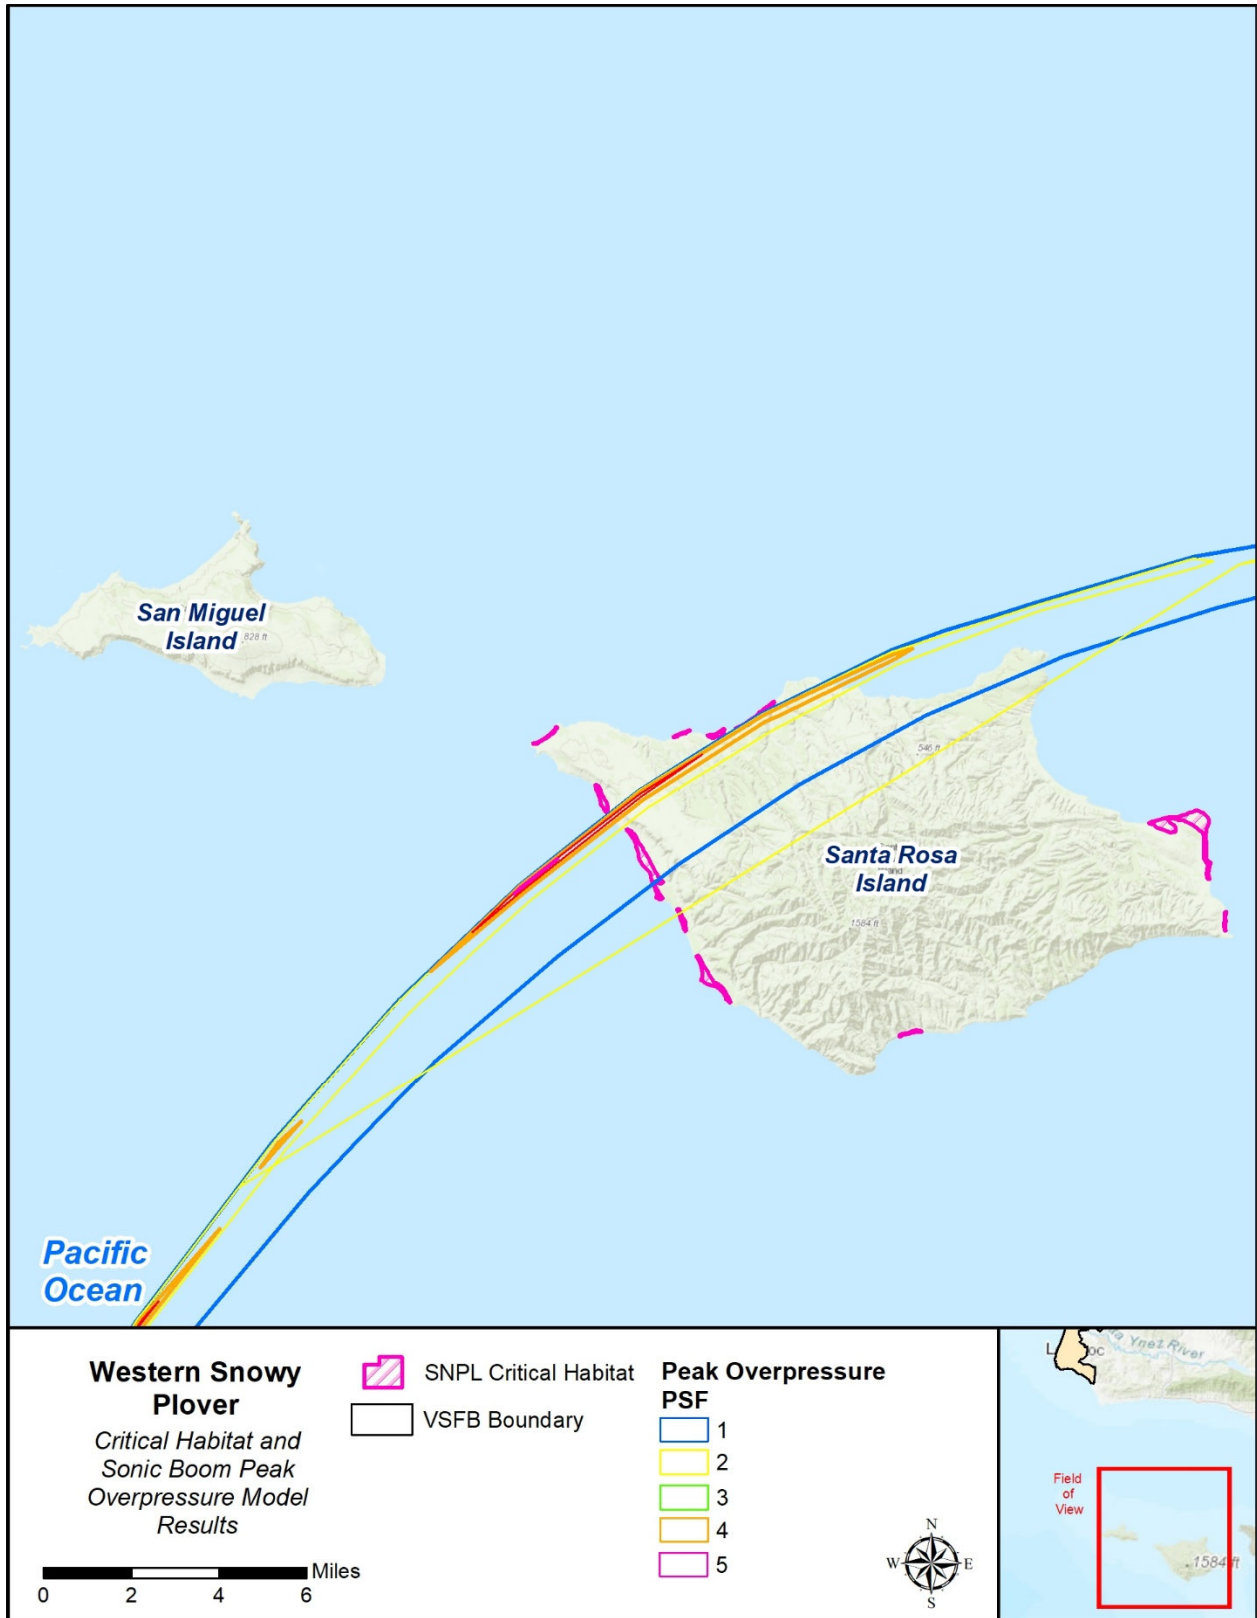 San Miguel
Island
828 ft
546 ft
Santa Rosa
Island
1584 ft
Pacific
Ocean
Western Snowy
Plover
Critical Habitat and
Sonic Boom Peak
Overpressure Model
Results
0 2 4 6 Miles
SNPL Critical Habitat
VSFB Boundary
Peak Overpressure
PSF
1
2
3
4
5
N
W E
S
Ynez River
Field
of
View
1584 ft